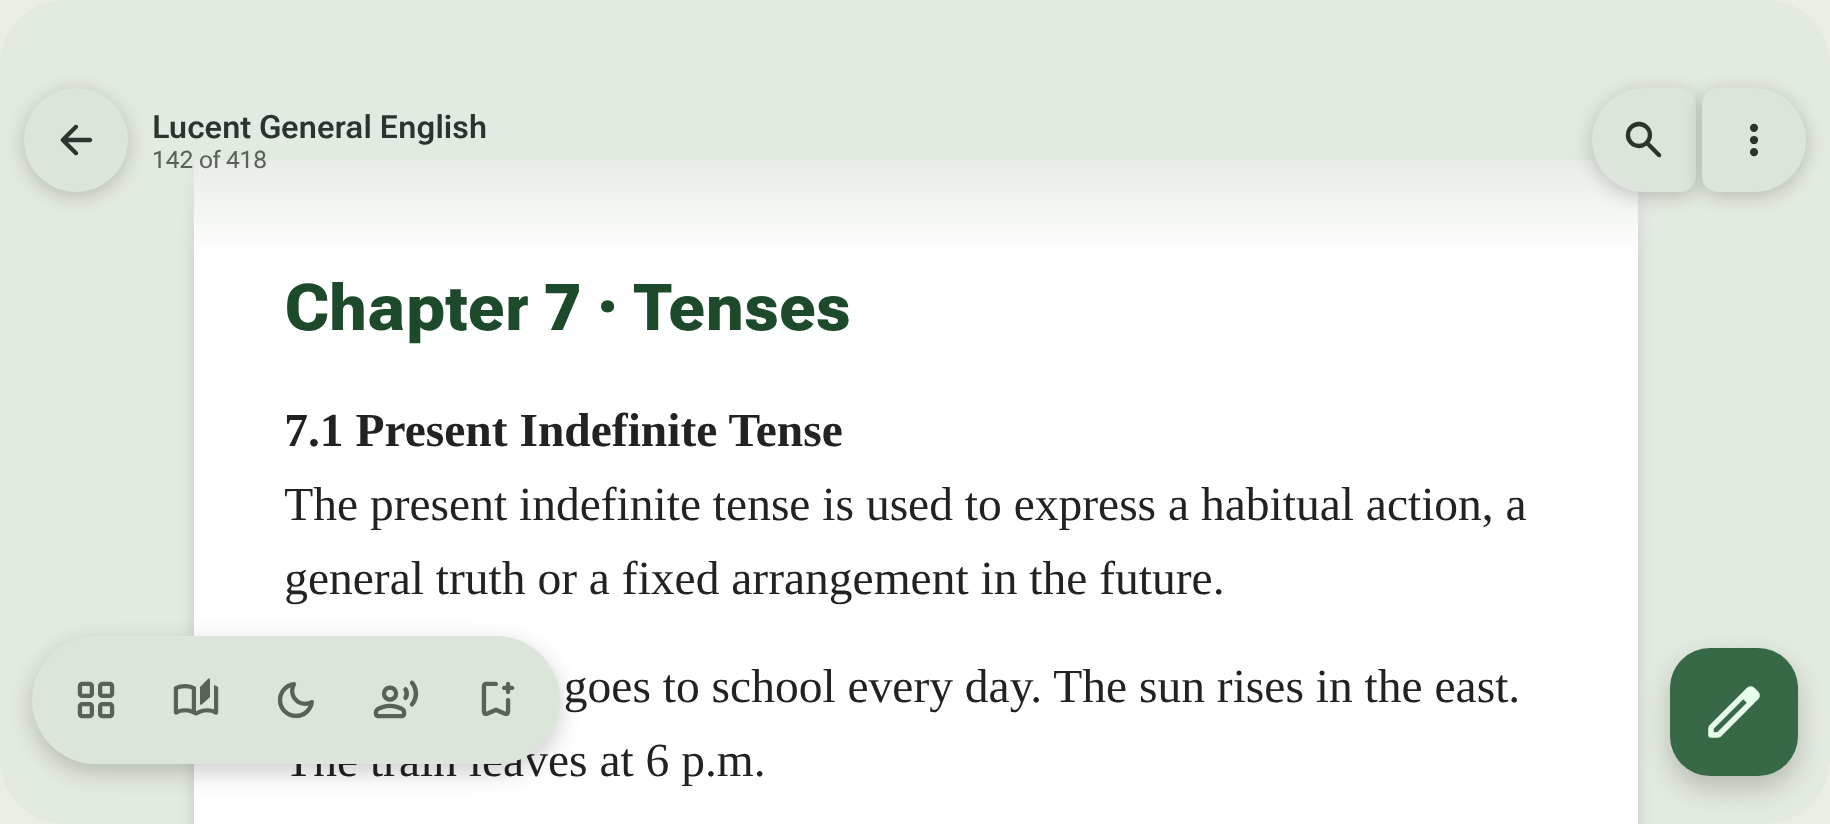 Lucent General English
142 of 418
Chapter 7 · Tenses
7.1 Present Indefinite Tense
The present indefinite tense is used to express a habitual action, a
general truth or a fixed arrangement in the future.
goes to school every day. The sun rises in the east.
The train leaves at 6 p.m.